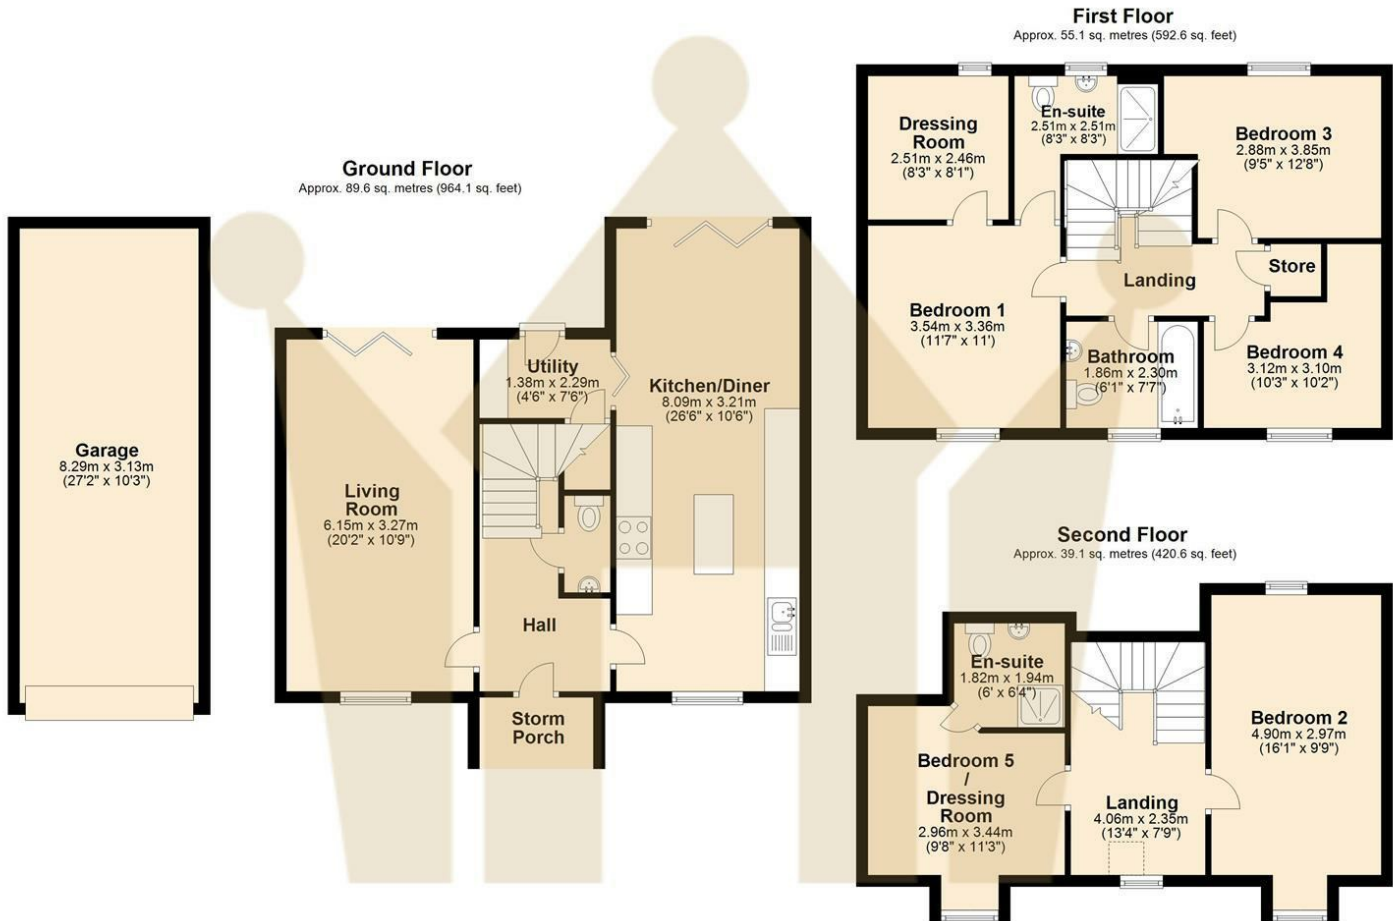 Ground Floor
Approx. 89.6 sq. metres (964.1 sq. feet)
Garage
8.29m x 3.13m
(27'2" x 10'3")
Living
Room
6.15m x 3.27m
(20'2" x 10'9")
Utility
1.38m x 2.29m
(4'6" x 7'6")
Kitchen/Diner
8.09m x 3.21m
(26'6" x 10'6")
Hall
Storm
Porch
First Floor
Approx. 55.1 sq. metres (592.6 sq. feet)
Dressing
Room
2.51m x 2.46m
(8'3" x 8'1")
En-suite
2.51m x 2.51m
(8'3" x 8'3")
Bedroom 3
2.88m x 3.85m
(9'5" x 12'8")
Bedroom 1
3.54m x 3.36m
(11'7" x 11')
Landing
Store
Bathroom
1.86m x 2.30m
(6'1" x 7'7")
Bedroom 4
3.12m x 3.10m
(10'3" x 10'2")
Second Floor
Approx. 39.1 sq. metres (420.6 sq. feet)
En-suite
1.82m x 1.94m
(6' x 6'4")
Bedroom 5
/
Dressing
Room
2.96m x 3.44m
(9'8" x 11'3")
Landing
4.06m x 2.35m
(13'4" x 7'9")
Bedroom 2
4.90m x 2.97m
(16'1" x 9'9")